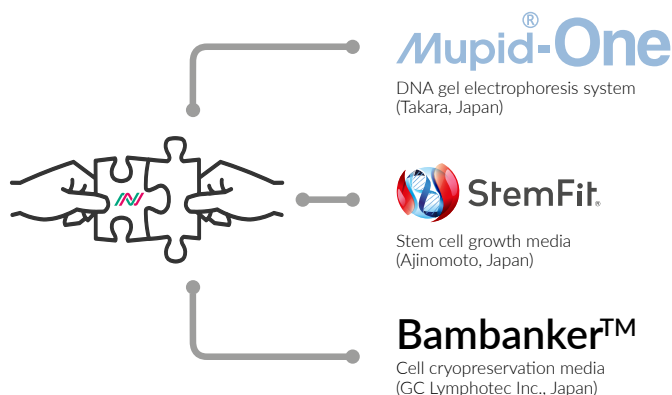 Mupid®-One
DNA gel electrophoresis system
(Takara, Japan)
StemFit®
Stem cell growth media
(Ajinomoto, Japan)
Bambanker™
Cell cryopreservation media
(GC Lymphotec Inc., Japan)